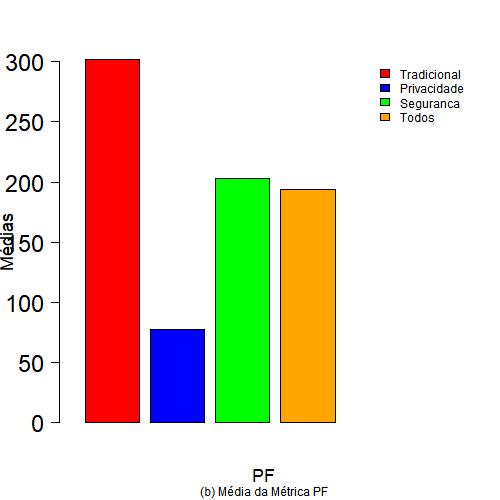 300
250
200
150
100
50
0
Médias
Tradicional
Privacidade
Seguranca
Todos
PF
(b) Média da Métrica PF